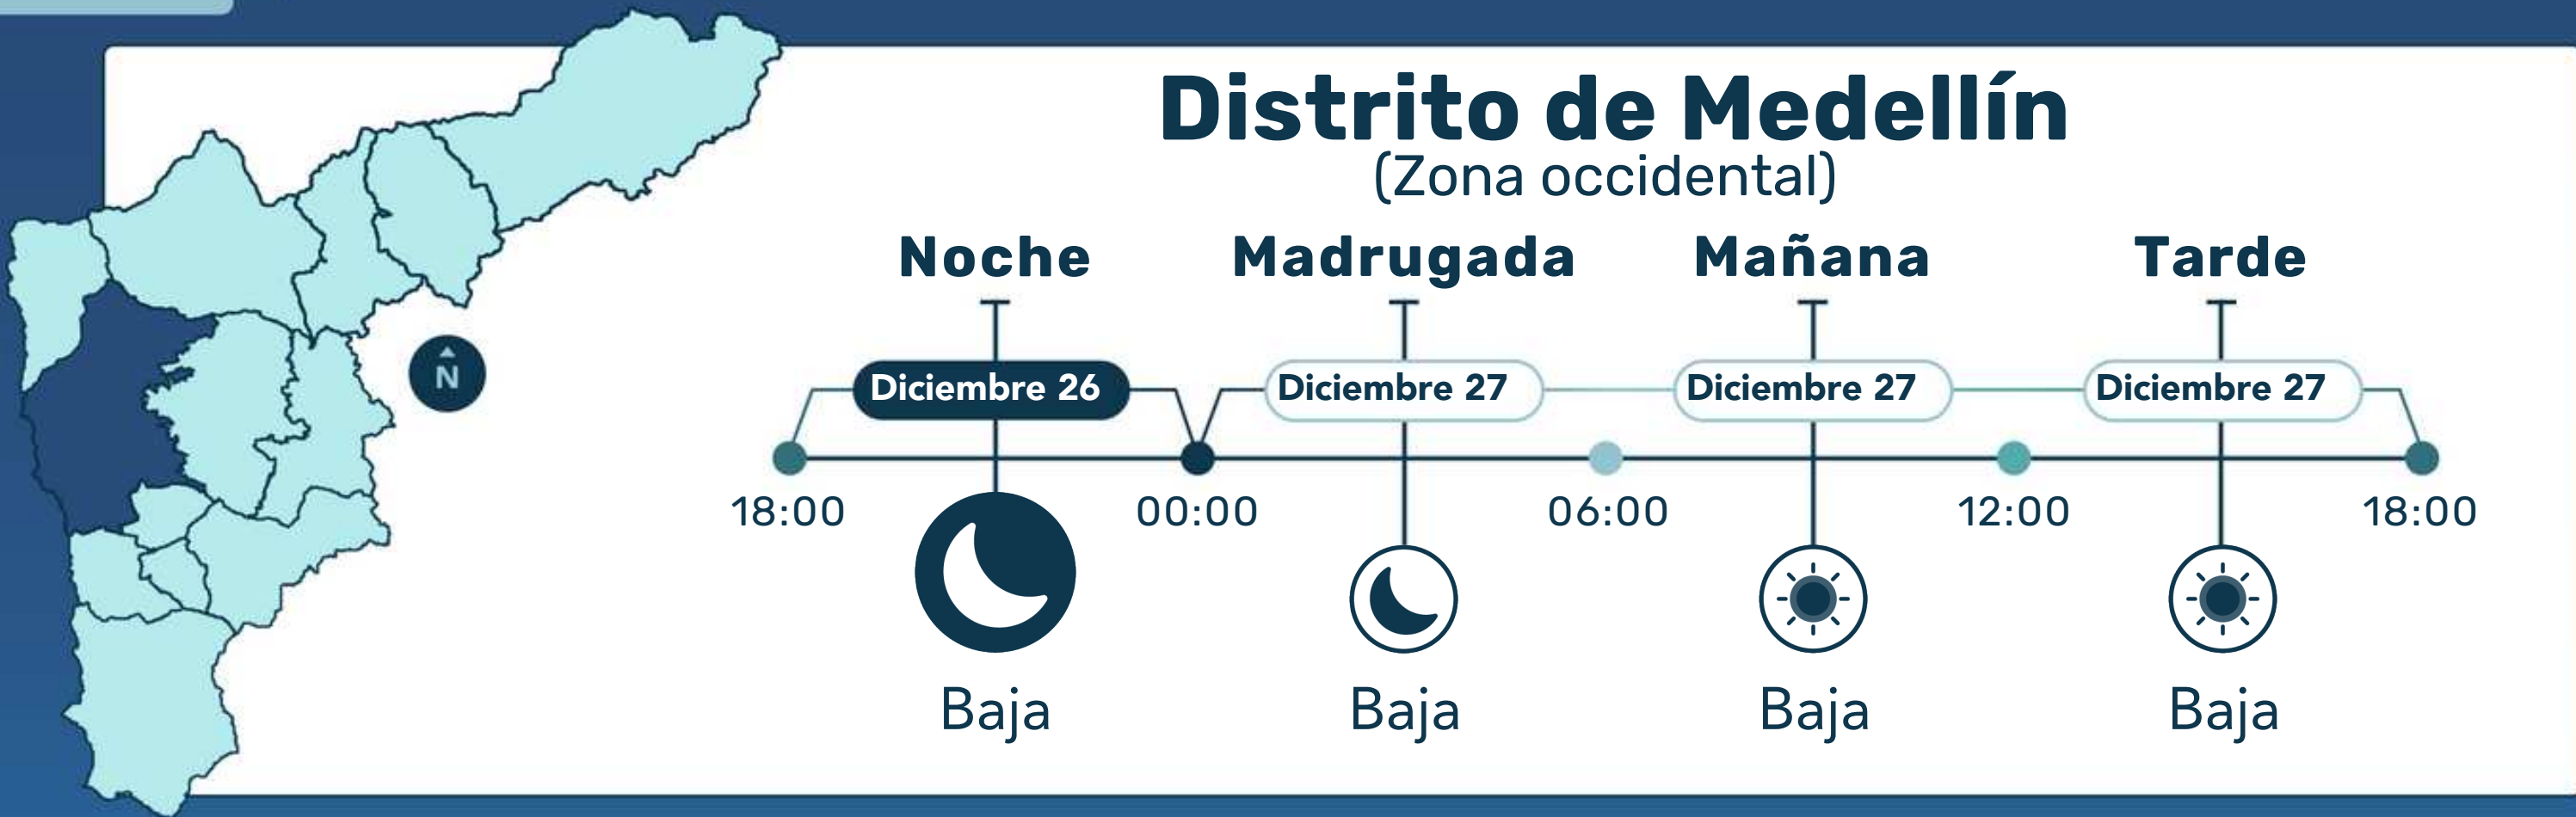 Distrito de Medellín
(Zona occidental)
Noche Madrugada Mañana Tarde
N
Diciembre 26 Diciembre 27 Diciembre 27 Diciembre 27
18:00 00:00 06:00 12:00 18:00
Baja Baja Baja Baja